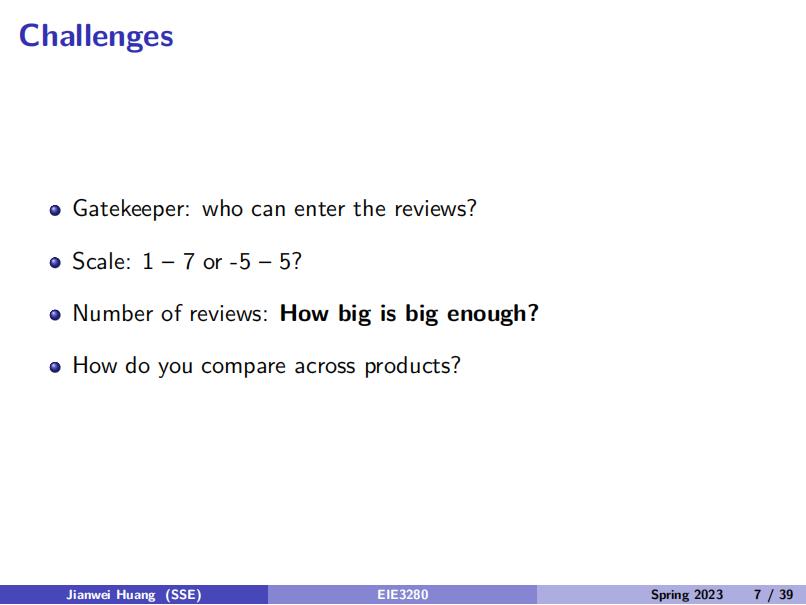 Challenges
Gatekeeper: who can enter the reviews?
Scale: 1 – 7 or -5 – 5?
Number of reviews: How big is big enough?
How do you compare across products?
Jianwei Huang (SSE) EIE3280 Spring 2023 7 / 39